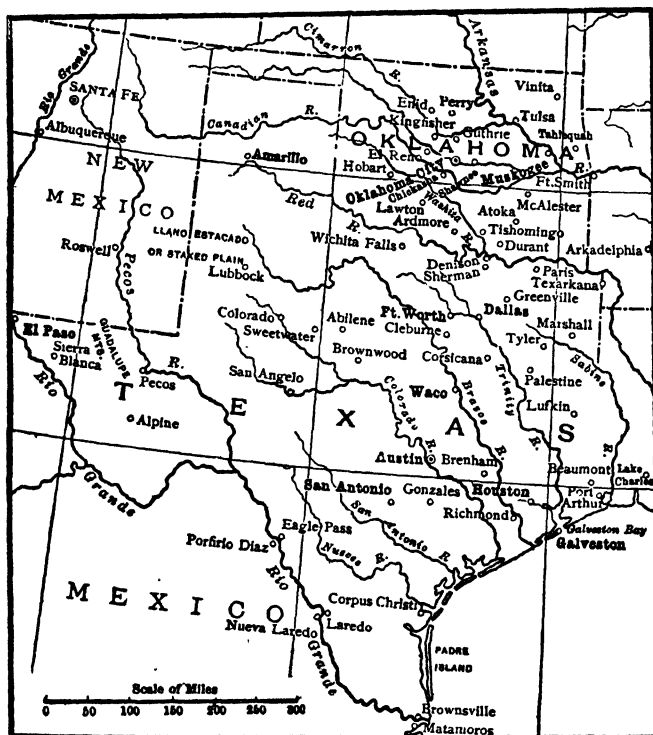 Cimarron R.
Arkansas
Rio Grande
SANTA FE
Vinita
Enid
Perry
Tulsa
Kingfisher
Guthrie
Tahlequah
Canadian R.
Albuquerque
OKLAHOMA
El Reno
Amarillo
Hobart
Oklahoma City
Shawnee
Muskogee
R.
Ft. Smith
Chickasha
NEW
MEXICO
Red R.
Lawton
Washita R.
McAlester
Ardmore
Atoka
Tishomingo
LLANO ESTACADO
OR STAKED PLAIN
Wichita Falls
Durant
Arkadelphia
Roswell
Pecos R.
Lubbock
Denison
Sherman
Paris
Texarkana
Greenville
Colorado
Abilene
Ft. Worth
Dallas
Sweetwater
Cleburne
Marshall
El Paso
GUADALUPE
MTS.
Tyler
Sabine R.
Sierra
Blanca
Brownwood
Corsicana
Pecos
San Angelo
Palestine
Colorado R.
Waco
Brasos R.
Trinity R.
Lufkin
TEXAS
Alpine
Austin
Brenham
Beaumont
Lake
Charles
Rio Grande
San Antonio
Gonzales
Houston
Port
Arthur
Richmond
San Antonio R.
Galveston Bay
Galveston
Eagle Pass
Porfirio Diaz
Nueces R.
MEXICO
Rio Grande
Corpus Christi
Laredo
Nueva Laredo
PADRE
ISLAND
Scale of Miles
0 50 100 150 200 250 300
Brownsville
Matamoros